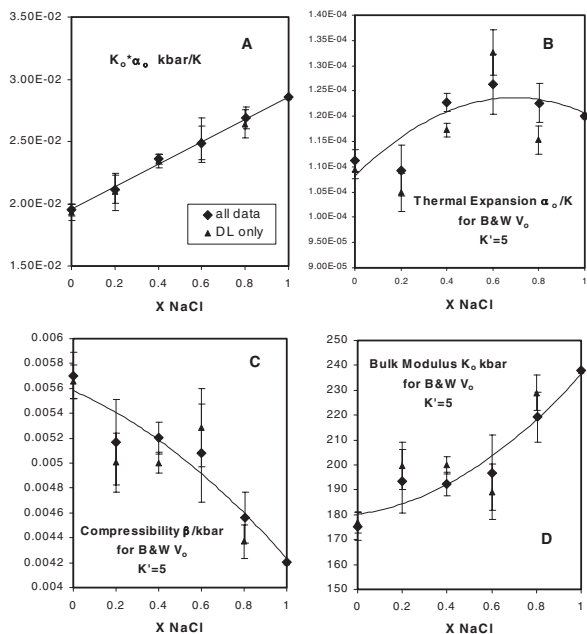 3.50E-02
3.00E-02
2.50E-02
2.00E-02
1.50E-02
A
Kₒ*αₒ kbar/K
all data
DL only
0 0.2 0.4 0.6 0.8 1
X NaCl
1.40E-04
1.35E-04
1.30E-04
1.25E-04
1.20E-04
1.15E-04
1.10E-04
1.05E-04
1.00E-04
9.50E-05
9.00E-05
B
Thermal Expansion αₒ/K
for B&W Vₒ
K'=5
0 0.2 0.4 0.6 0.8 1
X NaCl
0.006
0.0058
0.0056
0.0054
0.0052
0.005
0.0048
0.0046
0.0044
0.0042
0.004
C
Compressibility β/kbar
for B&W Vₒ
K'=5
0 0.2 0.4 0.6 0.8 1
X NaCl
250
240
230
220
210
200
190
180
170
160
150
Bulk Modulus Kₒ kbar
for B&W Vₒ
K'=5
D
0 0.2 0.4 0.6 0.8 1
X NaCl